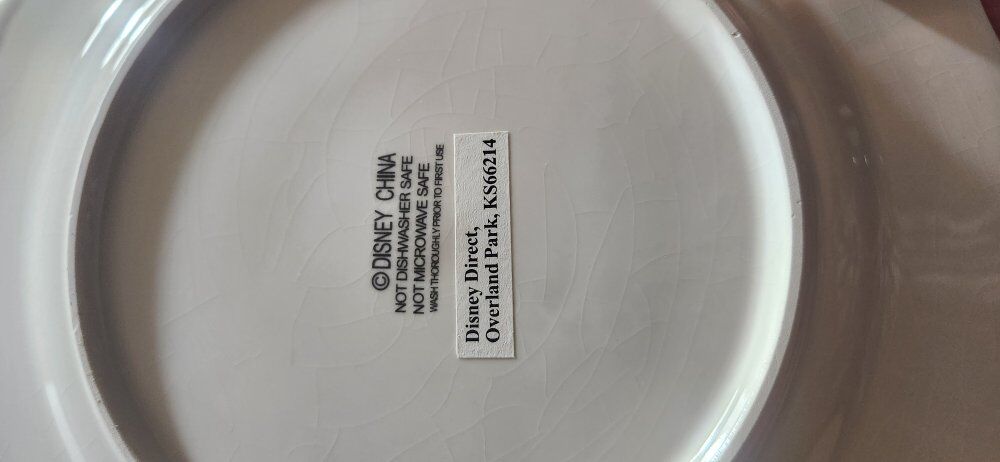 ©DISNEY CHINA
NOT DISHWASHER SAFE
NOT MICROWAVE SAFE
WASH THOROUGHLY PRIOR TO FIRST USE
Disney Direct,
Overland Park, KS66214